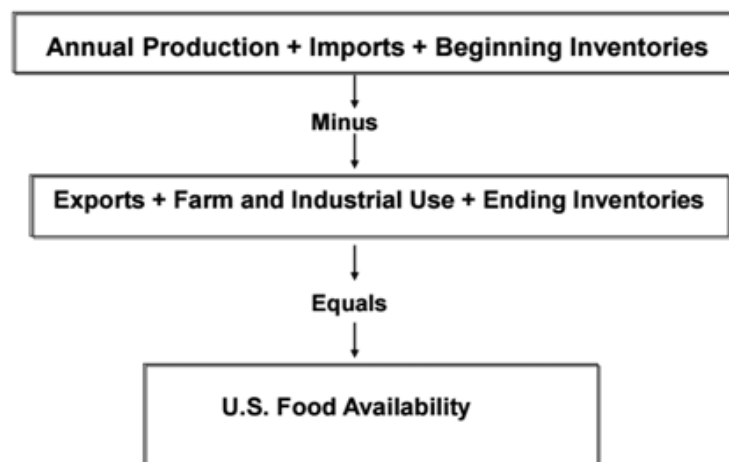 Annual Production + Imports + Beginning Inventories
Minus
Exports + Farm and Industrial Use + Ending Inventories
Equals
U.S. Food Availability